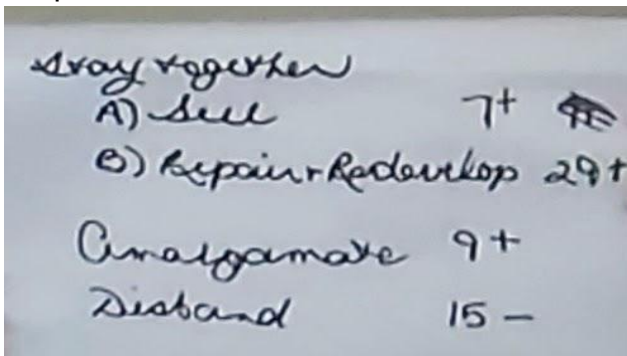 Stay together
A) Sell 7+
B) Repair + Redevelop 29+
Amalgamate 9+
Disband 15 -